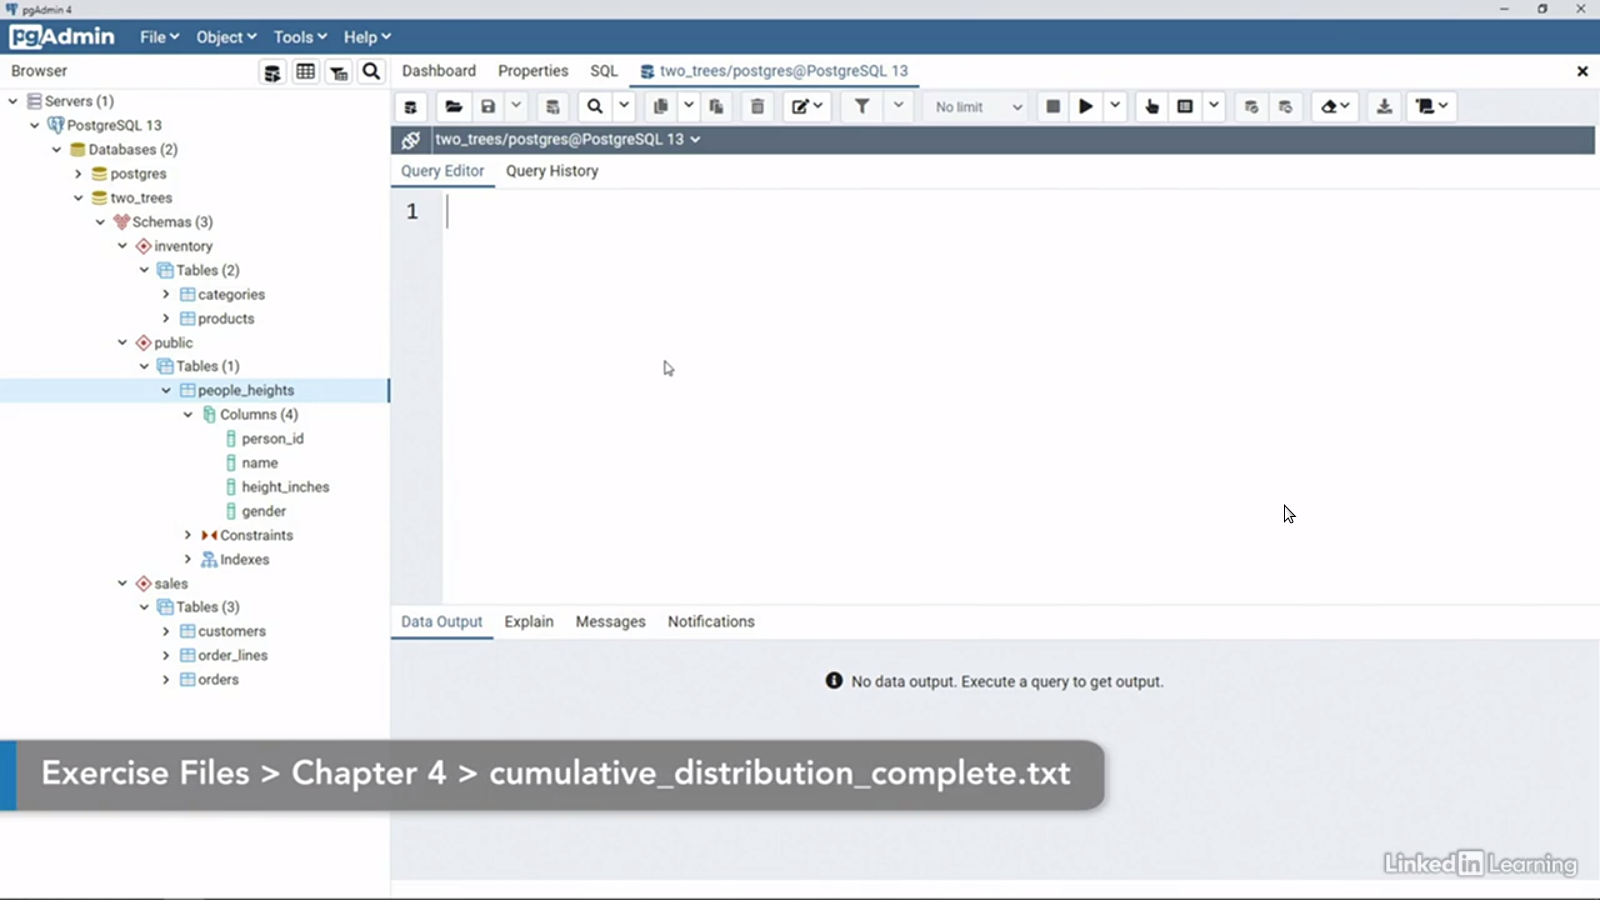 pgAdmin 4
pgAdmin File Object Tools Help
Browser
Dashboard Properties SQL two_trees/postgres@PostgreSQL 13
No limit
two_trees/postgres@PostgreSQL 13
Query Editor Query History
1
Servers (1)
PostgreSQL 13
Databases (2)
postgres
two_trees
Schemas (3)
inventory
Tables (2)
categories
products
public
Tables (1)
people_heights
Columns (4)
person_id
name
height_inches
gender
Constraints
Indexes
sales
Tables (3)
customers
order_lines
orders
Data Output Explain Messages Notifications
No data output. Execute a query to get output.
Exercise Files > Chapter 4 > cumulative_distribution_complete.txt
Linked in Learning